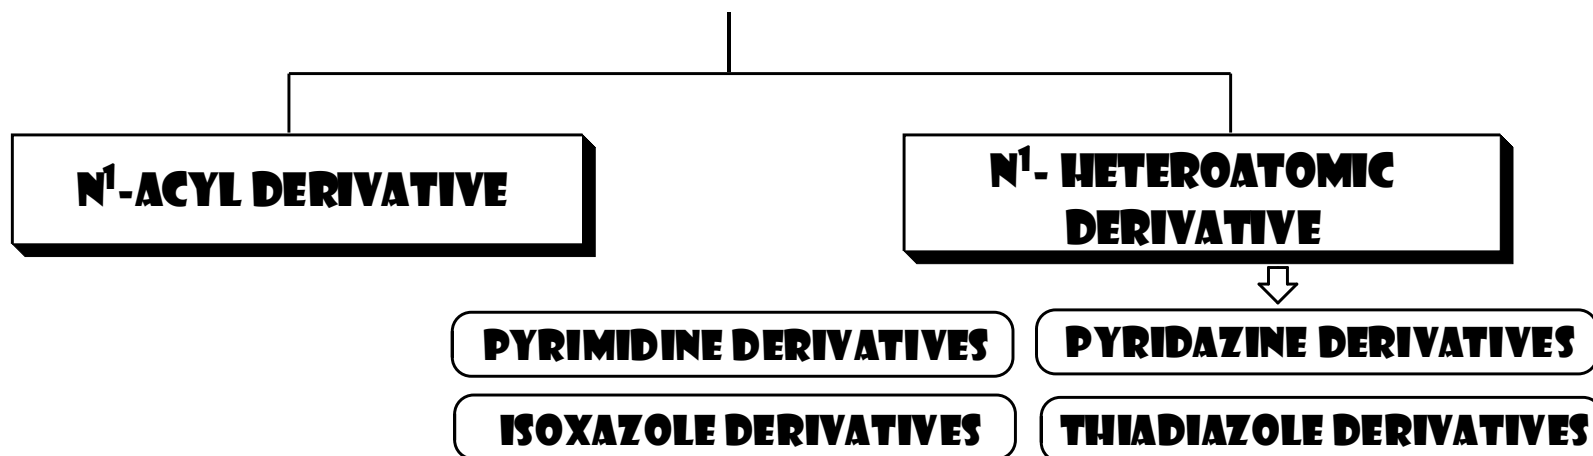 N¹-ACYL DERIVATIVE
N¹- HETEROATOMIC
DERIVATIVE
PYRIMIDINE DERIVATIVES
PYRIDAZINE DERIVATIVES
ISOXAZOLE DERIVATIVES
THIADIAZOLE DERIVATIVES